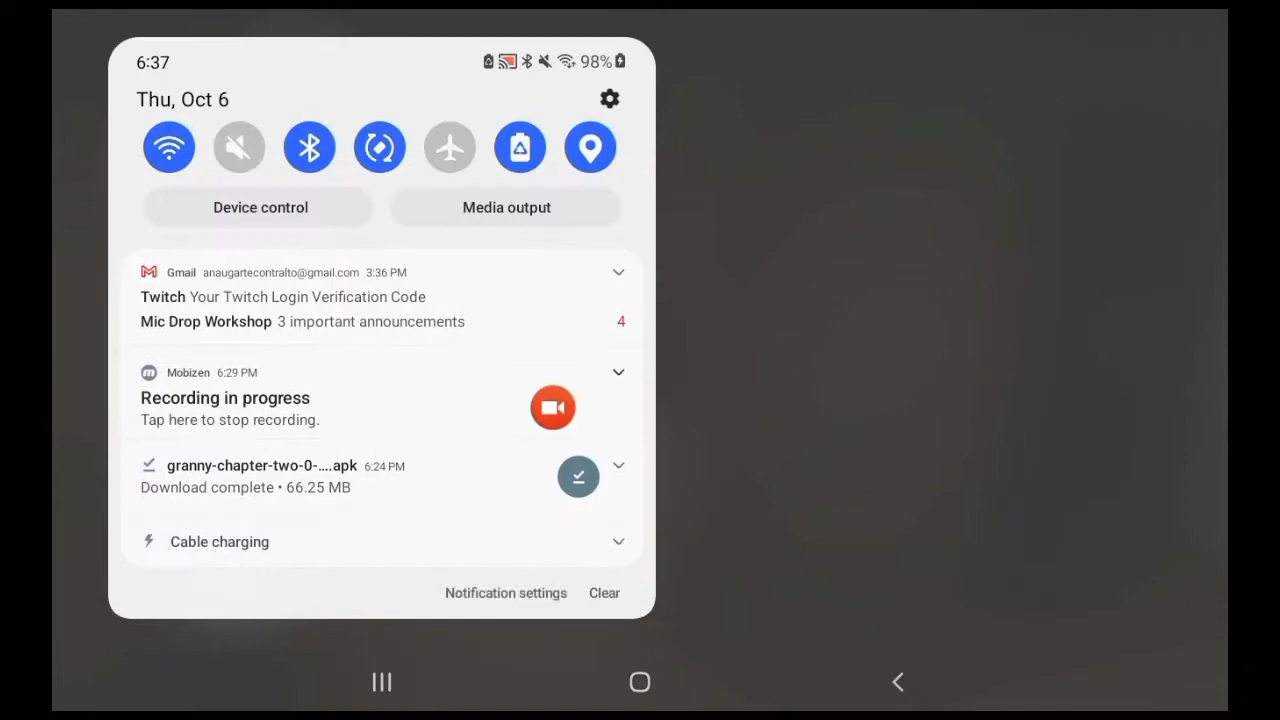 6:37
98%
Thu, Oct 6
Device control
Media output
Gmail anaugartecontralto@gmail.com 3:36 PM
Twitch Your Twitch Login Verification Code
Mic Drop Workshop 3 important announcements 4
Mobizen 6:29 PM
Recording in progress
Tap here to stop recording.
granny-chapter-two-0-....apk 6:24 PM
Download complete • 66.25 MB
Cable charging
Notification settings
Clear